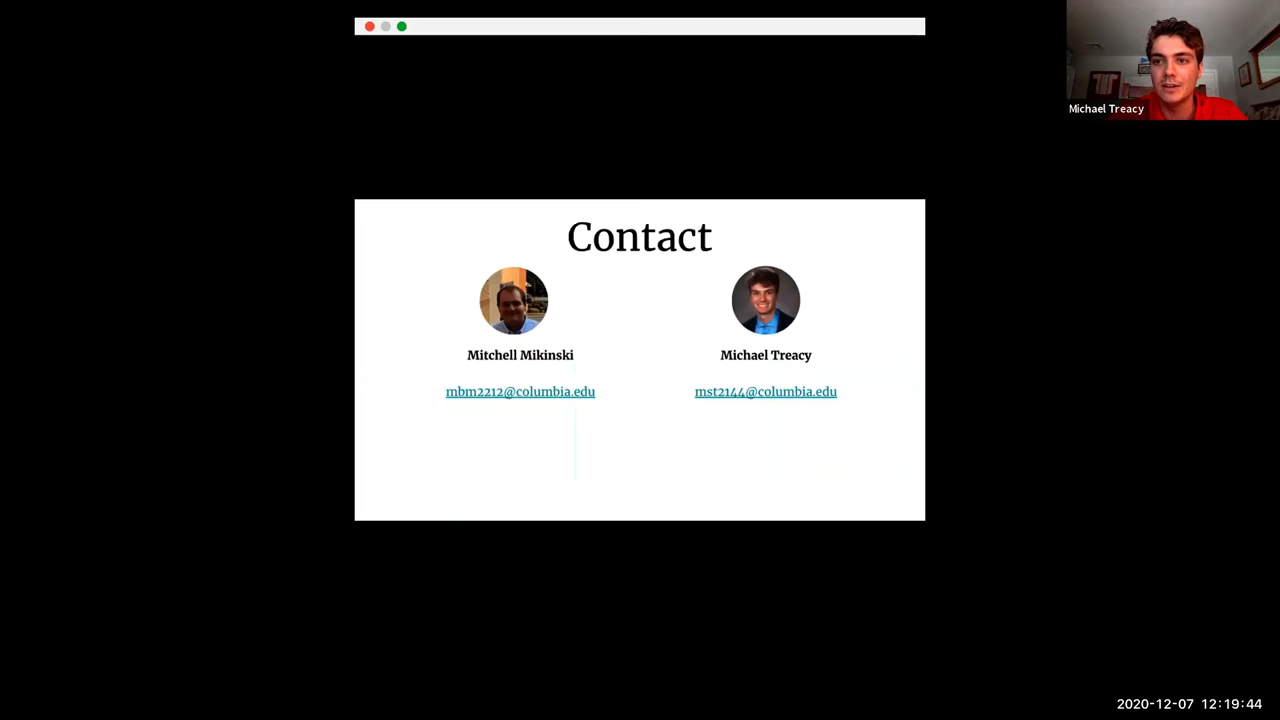 Michael Treacy
Contact
Mitchell Mikinski
Michael Treacy
mbm2212@columbia.edu
mst2144@columbia.edu
2020-12-07 12:19:44